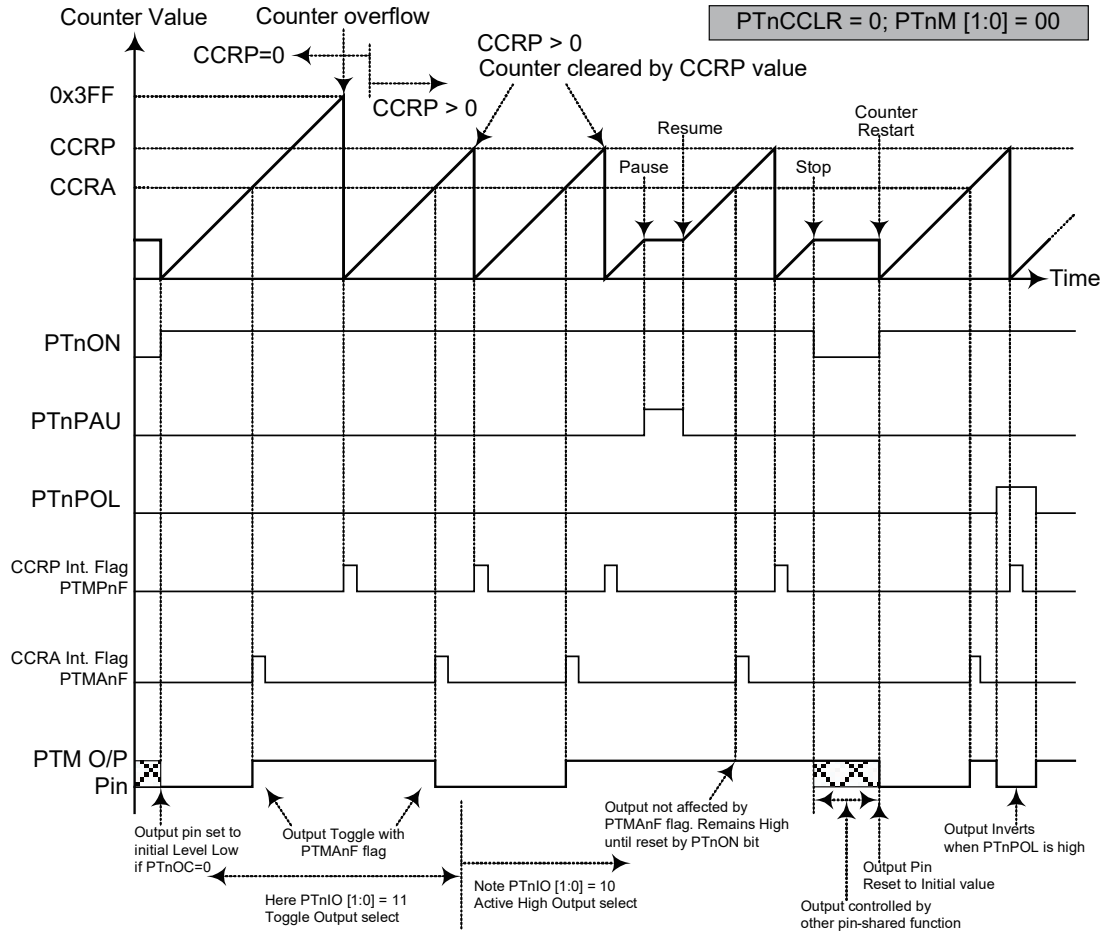 Counter Value
Counter overflow
PTnCCLR = 0; PTnM [1:0] = 00
CCRP=0
CCRP > 0
CCRP > 0
Counter cleared by CCRP value
0x3FF
CCRP
CCRA
Pause
Resume
Stop
Counter
Restart
Time
PTnON
PTnPAU
PTnPOL
CCRP Int. Flag
PTMPnF
CCRA Int. Flag
PTMAnF
PTM O/P
Pin
Output pin set to
initial Level Low
if PTnOC=0
Output Toggle with
PTMAnF flag
Here PTnIO [1:0] = 11
Toggle Output select
Note PTnIO [1:0] = 10
Active High Output select
Output not affected by
PTMAnF flag. Remains High
until reset by PTnON bit
Output Pin
Reset to Initial value
Output controlled by
other pin-shared function
Output Inverts
when PTnPOL is high